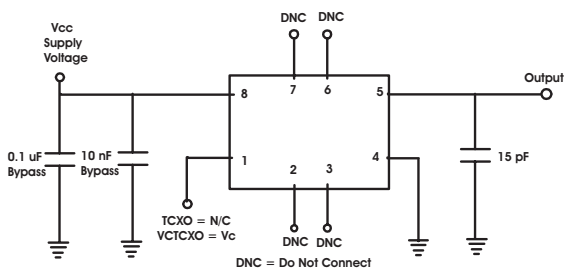 DNC DNC
Vcc
Supply
Voltage
Output
7 6
8 5
0.1 uF
Bypass
10 nF
Bypass
1 4
15 pF
2 3
TCXO = N/C
VCTCXO = Vc
DNC DNC
DNC = Do Not Connect